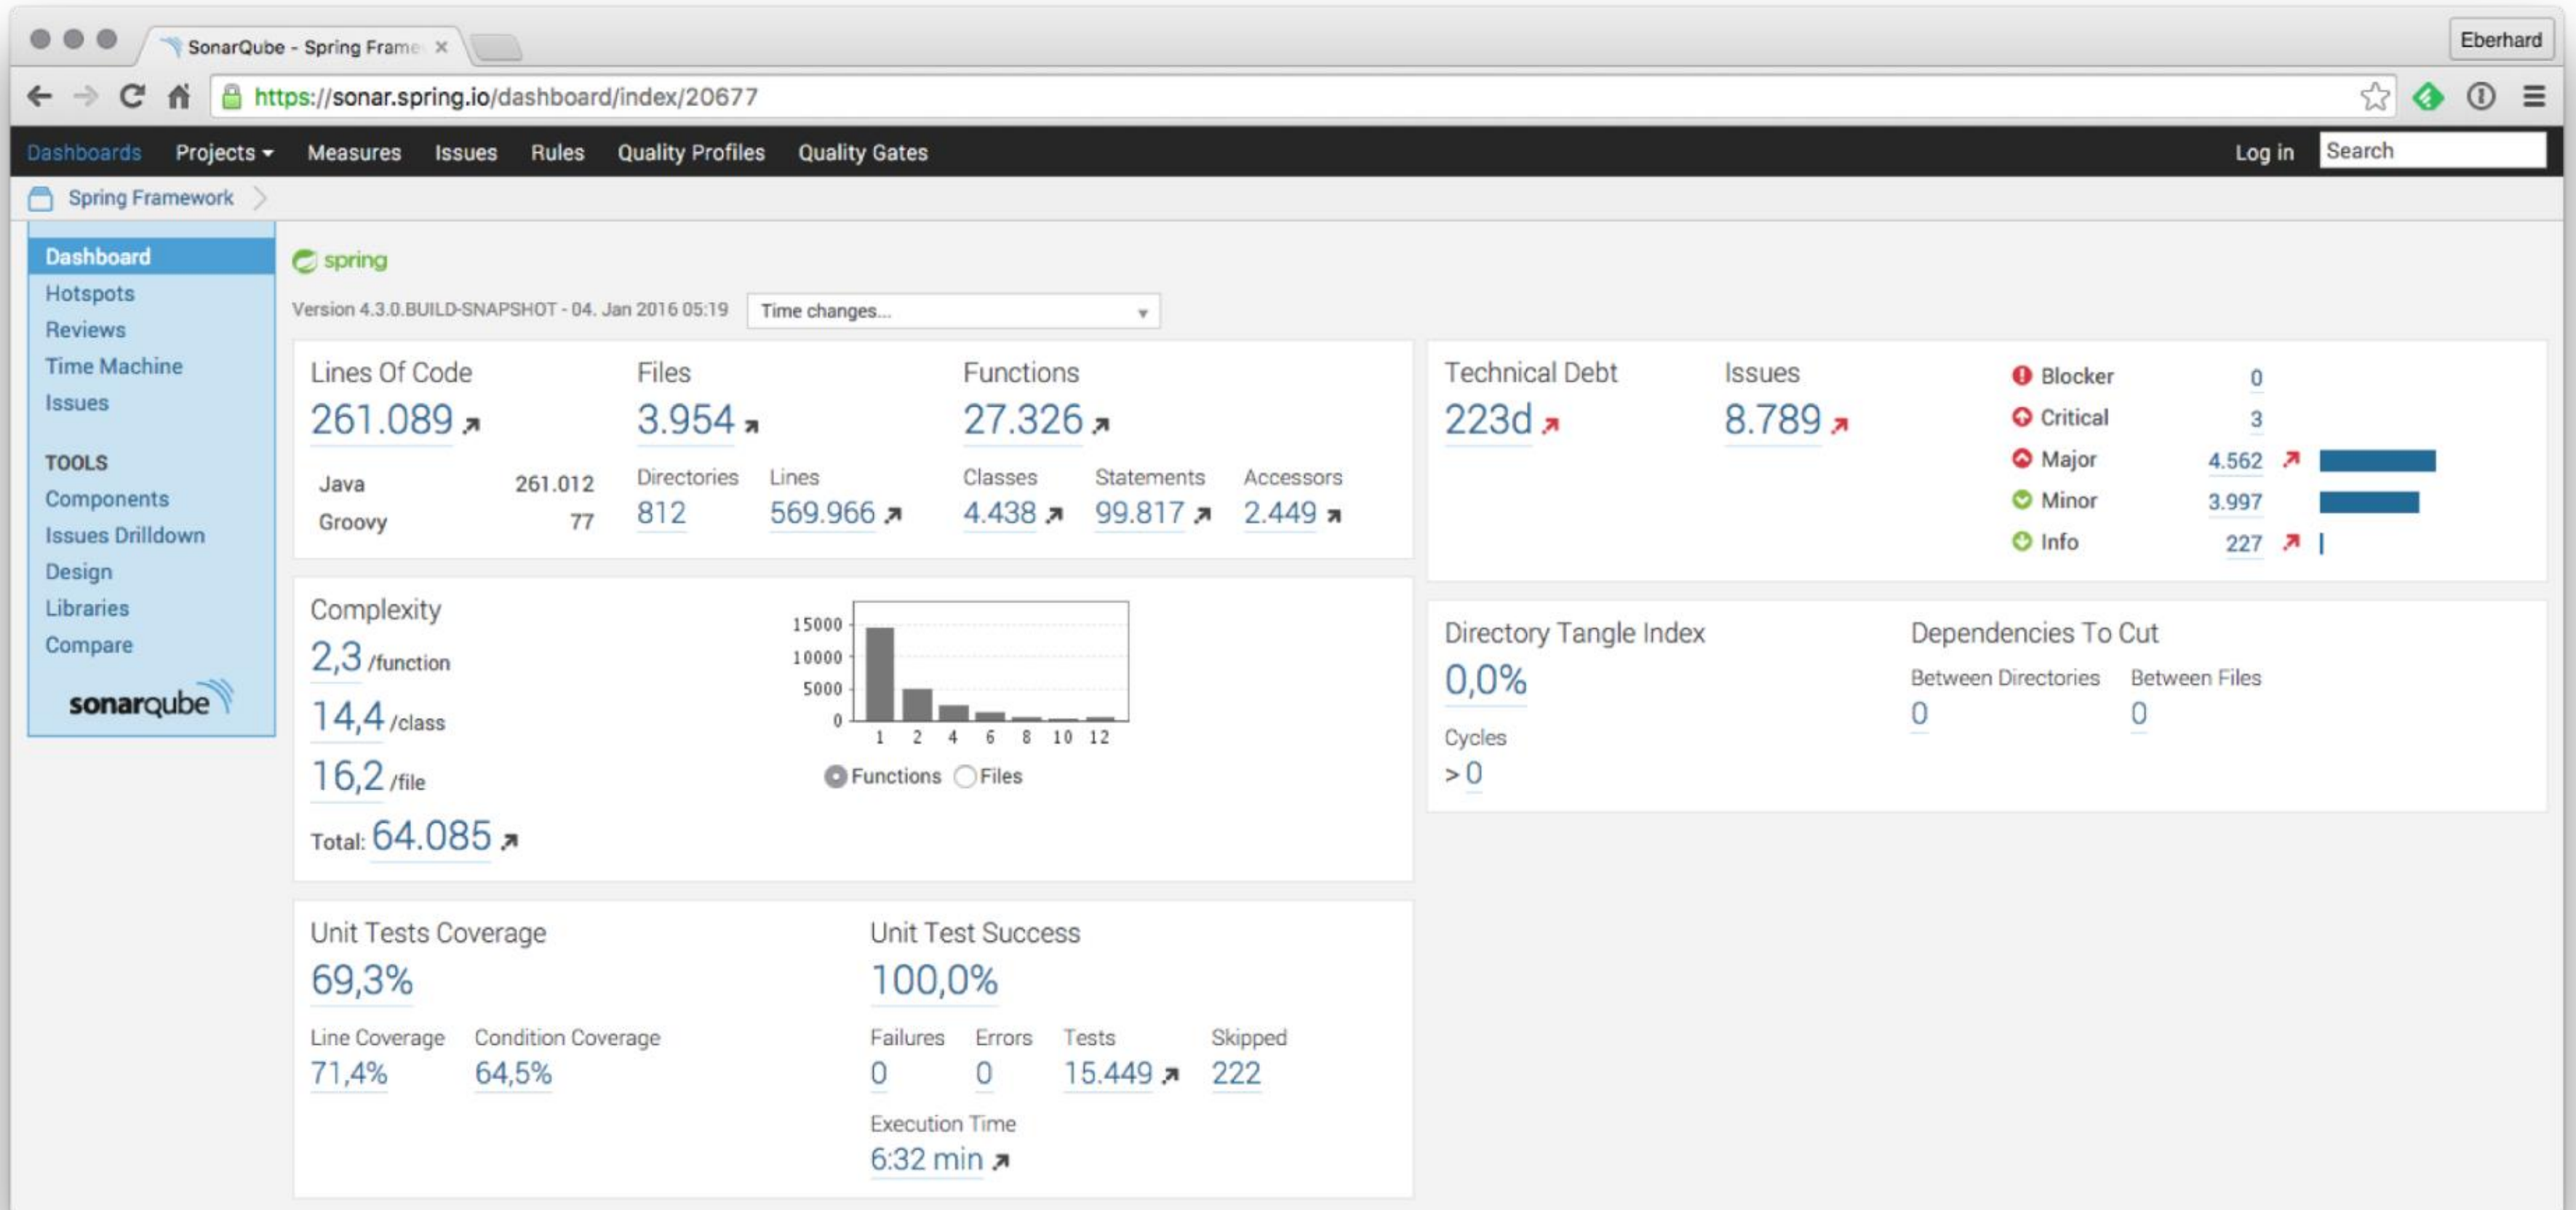 SonarQube - Spring Frame
Eberhard
https://sonar.spring.io/dashboard/index/20677
Dashboards Projects Measures Issues Rules Quality Profiles Quality Gates Log in Search
Spring Framework
Dashboard
Hotspots
Reviews
Time Machine
Issues
TOOLS
Components
Issues Drilldown
Design
Libraries
Compare
sonarqube
spring
Version 4.3.0.BUILD-SNAPSHOT - 04. Jan 2016 05:19 Time changes...
Lines Of Code Files Functions
261.089 3.954 27.326
Java 261.012
Groovy 77
Directories Lines Classes Statements Accessors
812 569.966 4.438 99.817 2.449
Technical Debt Issues
223d 8.789
Blocker 0
Critical 3
Major 4.562
Minor 3.997
Info 227
Complexity
2,3 /function
14,4 /class
16,2 /file
Total: 64.085
15000
10000
5000
0
1 2 4 6 8 10 12
Functions Files
Directory Tangle Index
0,0%
Cycles
> 0
Dependencies To Cut
Between Directories Between Files
0 0
Unit Tests Coverage
69,3%
Line Coverage Condition Coverage
71,4% 64,5%
Unit Test Success
100,0%
Failures Errors Tests Skipped
0 0 15.449 222
Execution Time
6:32 min